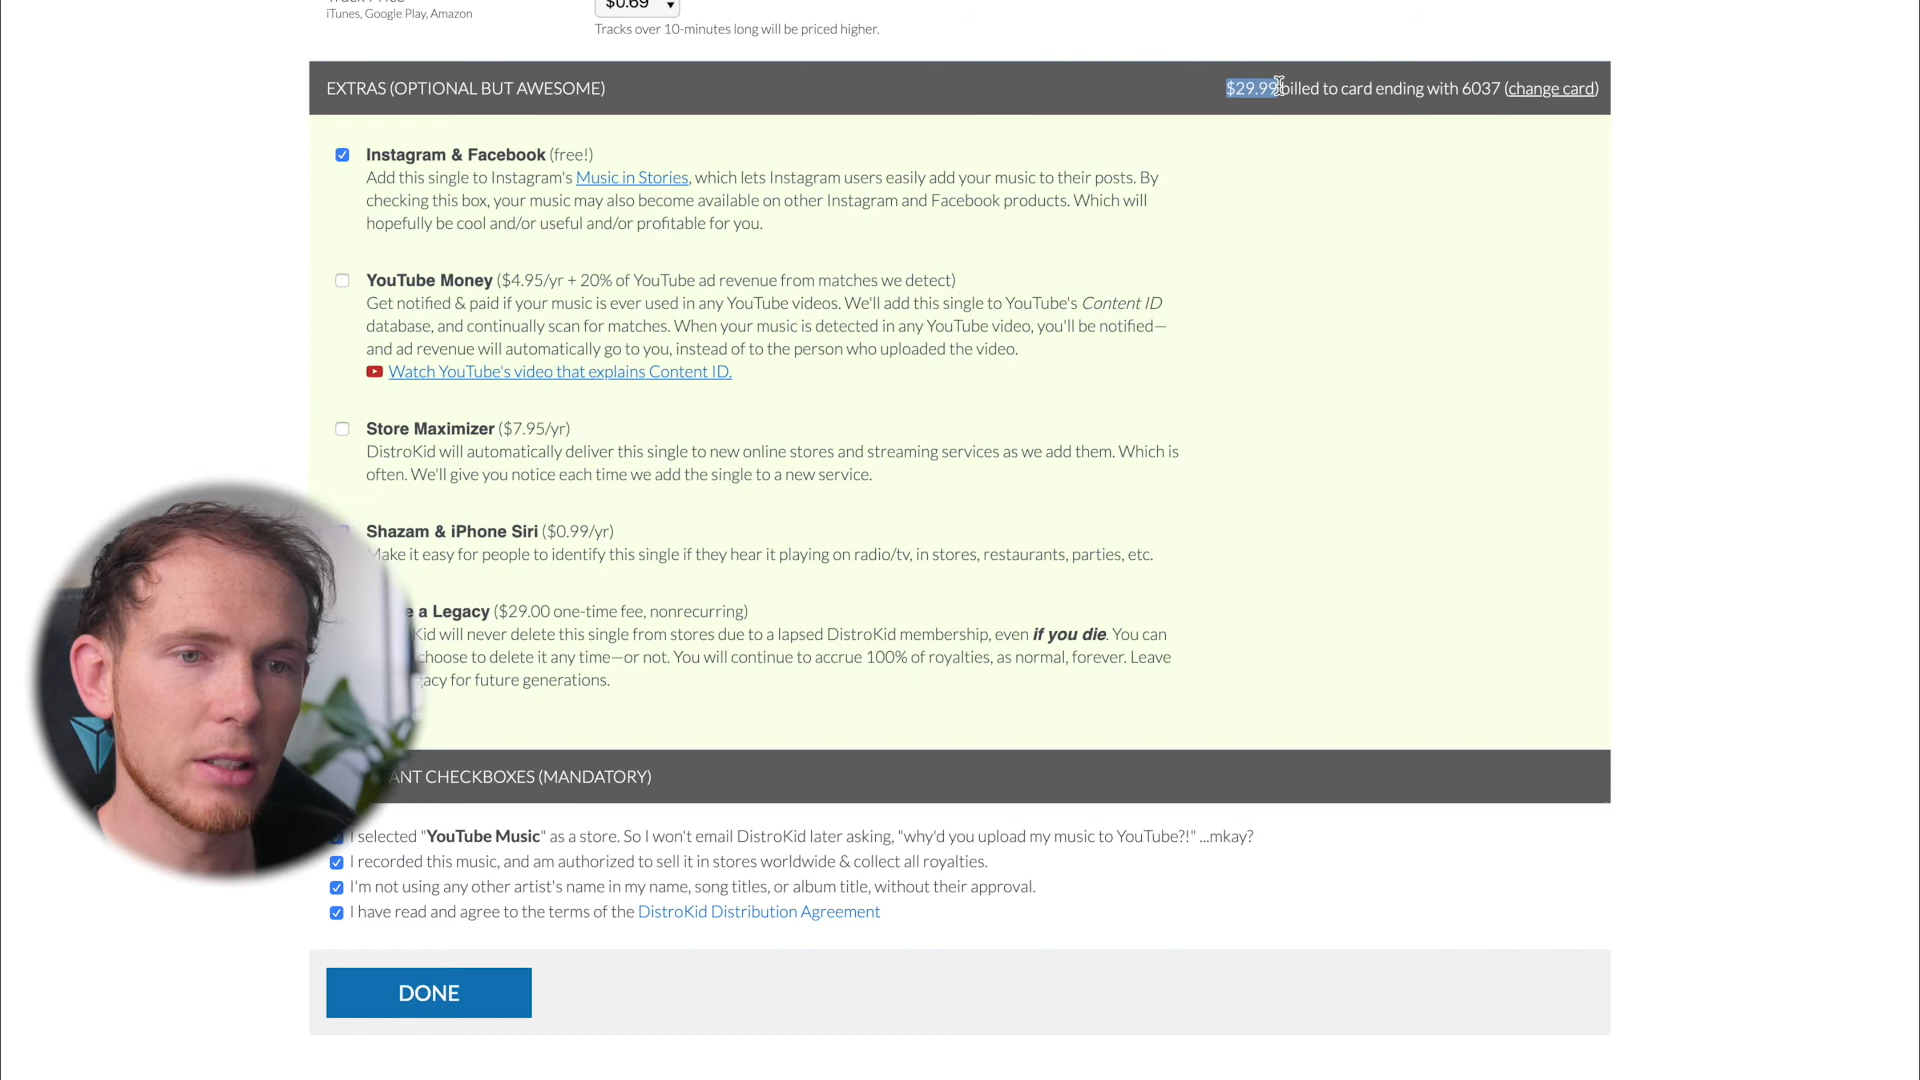 iTunes, Google Play, Amazon
$0.69
Tracks over 10-minutes long will be priced higher.
EXTRAS (OPTIONAL BUT AWESOME)
$29.99 billed to card ending with 6037 (change card)
Instagram & Facebook (free!)
Add this single to Instagram's Music in Stories, which lets Instagram users easily add your music to their posts. By
checking this box, your music may also become available on other Instagram and Facebook products. Which will
hopefully be cool and/or useful and/or profitable for you.
YouTube Money ($4.95/yr + 20% of YouTube ad revenue from matches we detect)
Get notified & paid if your music is ever used in any YouTube videos. We'll add this single to YouTube's Content ID
database, and continually scan for matches. When your music is detected in any YouTube video, you'll be notified—
and ad revenue will automatically go to you, instead of to the person who uploaded the video.
Watch YouTube's video that explains Content ID.
Store Maximizer ($7.95/yr)
DistroKid will automatically deliver this single to new online stores and streaming services as we add them. Which is
often. We'll give you notice each time we add the single to a new service.
Shazam & iPhone Siri ($0.99/yr)
Make it easy for people to identify this single if they hear it playing on radio/tv, in stores, restaurants, parties, etc.
a Legacy ($29.00 one-time fee, nonrecurring)
will never delete this single from stores due to a lapsed DistroKid membership, even if you die. You can
choose to delete it any time—or not. You will continue to accrue 100% of royalties, as normal, forever. Leave
for future generations.
CHECKBOXES (MANDATORY)
I selected "YouTube Music" as a store. So I won't email DistroKid later asking, "why'd you upload my music to YouTube?!" ...mkay?
I recorded this music, and am authorized to sell it in stores worldwide & collect all royalties.
I'm not using any other artist's name in my name, song titles, or album title, without their approval.
I have read and agree to the terms of the DistroKid Distribution Agreement
DONE